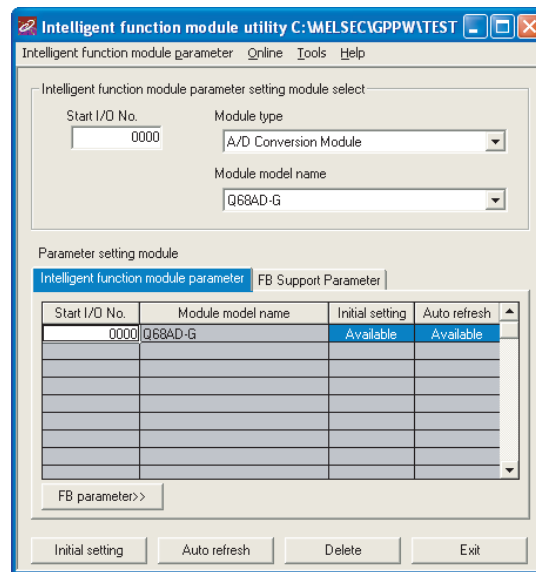 Intelligent function module utility C:\MELSEC\GPPW\TEST
Intelligent function module parameter Online Tools Help
Intelligent function module parameter setting module select
Start I/O No. Module type
0000 A/D Conversion Module
Module model name
Q68AD-G
Parameter setting module
Intelligent function module parameter FB Support Parameter
Start I/O No. Module model name Initial setting Auto refresh
0000 Q68AD-G Available Available
FB parameter>>
Initial setting Auto refresh Delete Exit